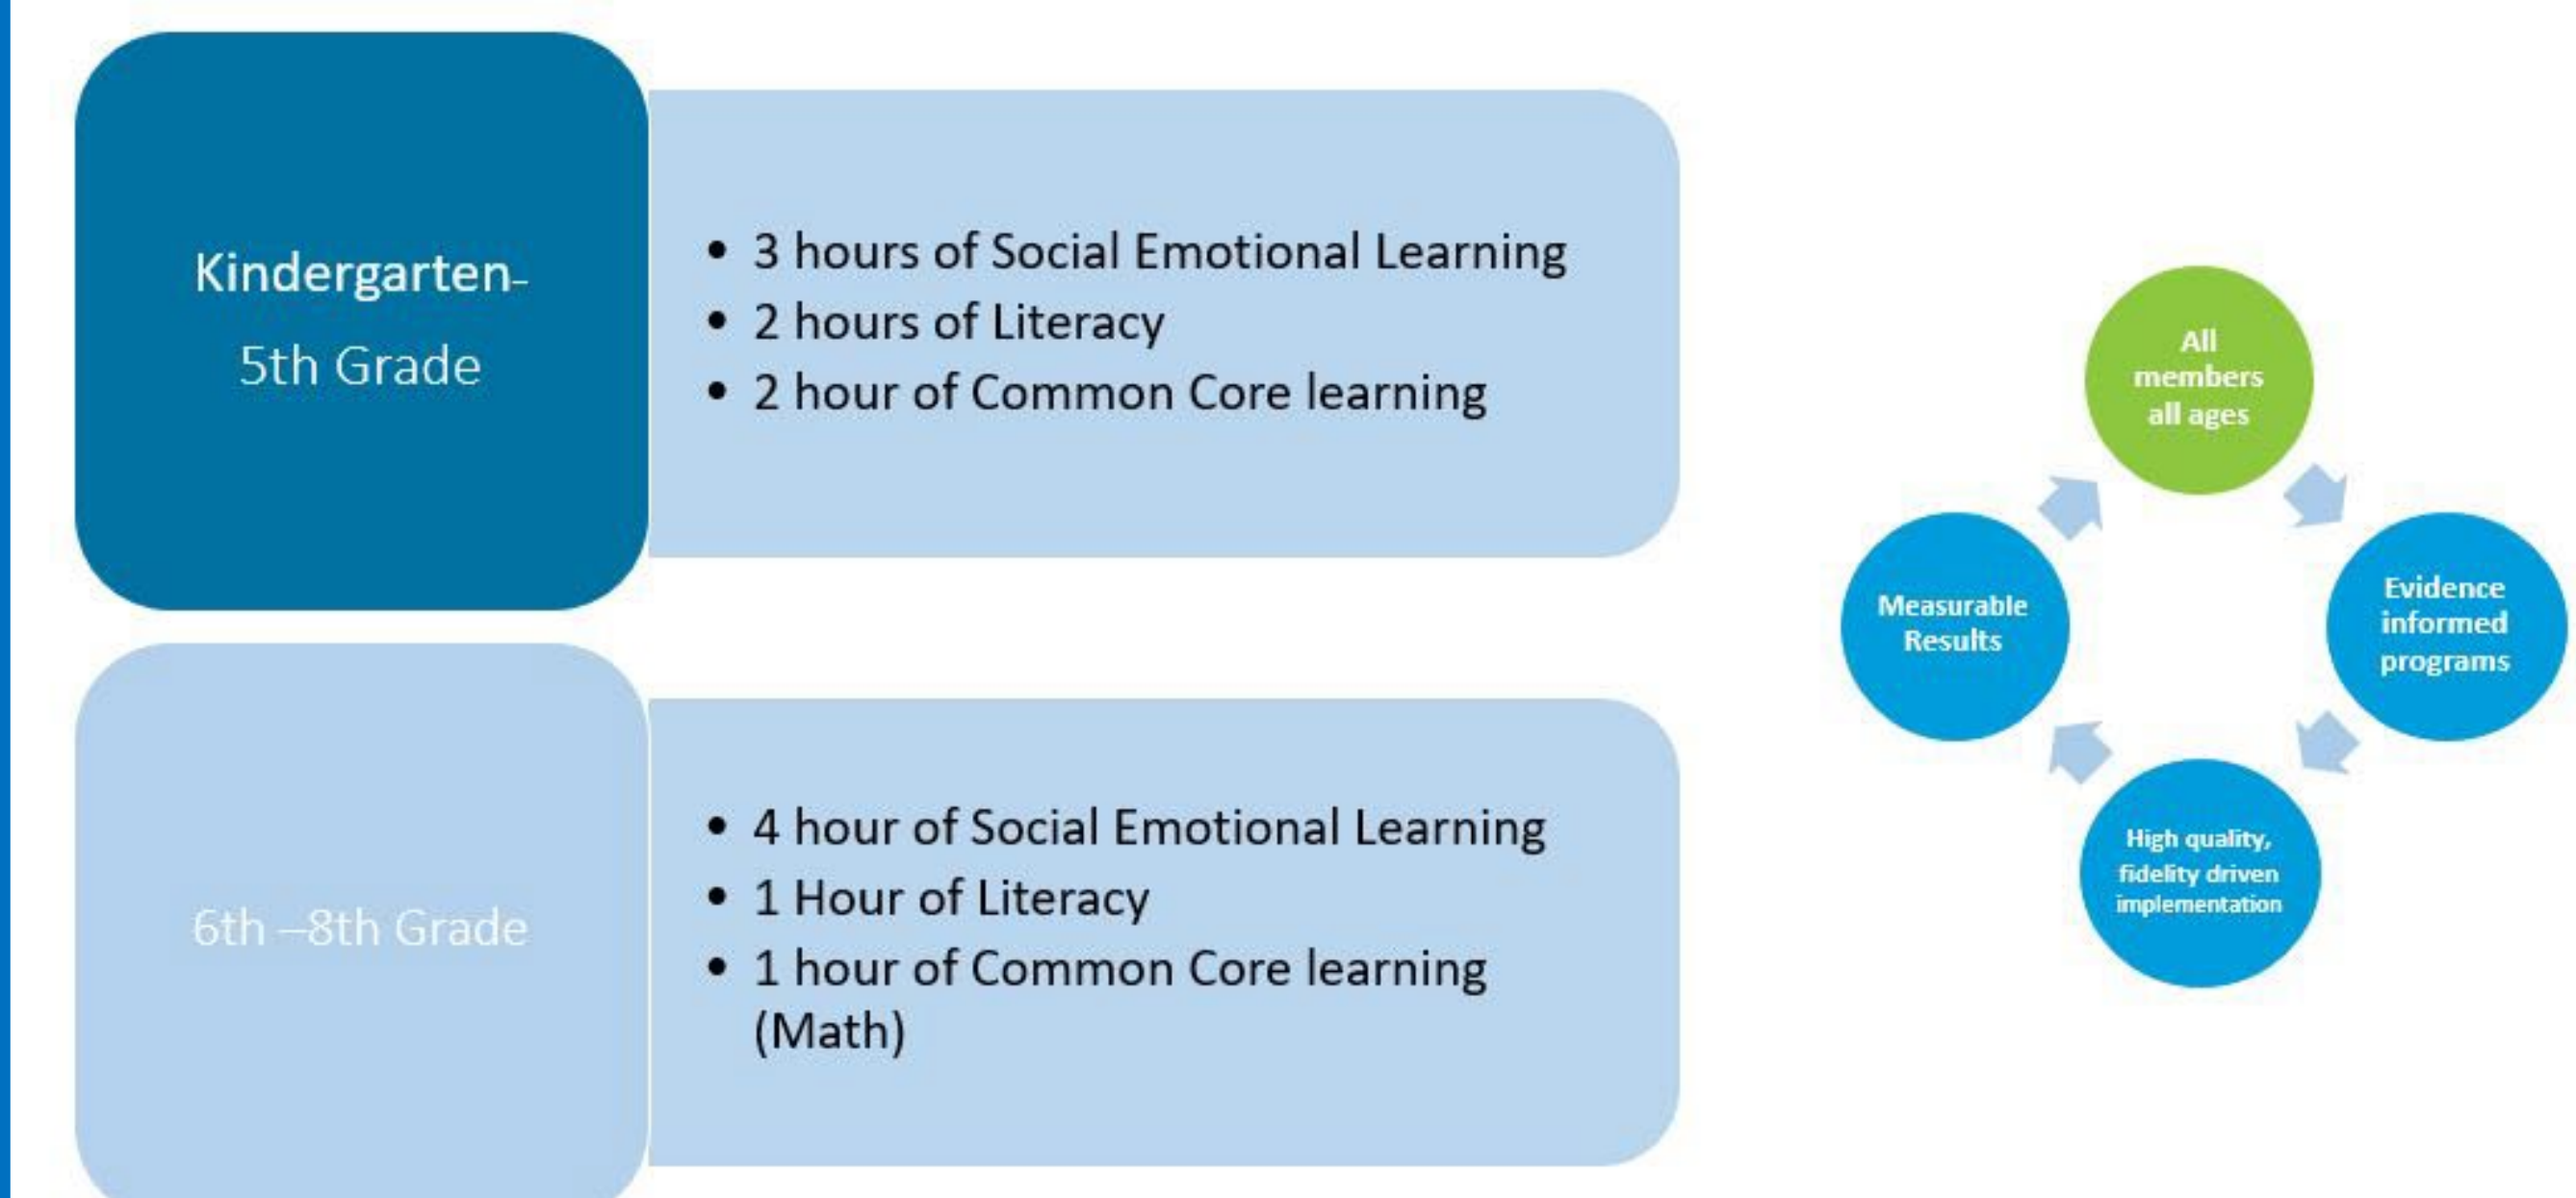 Kindergarten-
5th Grade
• 3 hours of Social Emotional Learning
• 2 hours of Literacy
• 2 hour of Common Core learning
6th –8th Grade
• 4 hour of Social Emotional Learning
• 1 Hour of Literacy
• 1 hour of Common Core learning
(Math)
All
members
all ages
Evidence
informed
programs
High quality,
fidelity driven
implementation
Measurable
Results